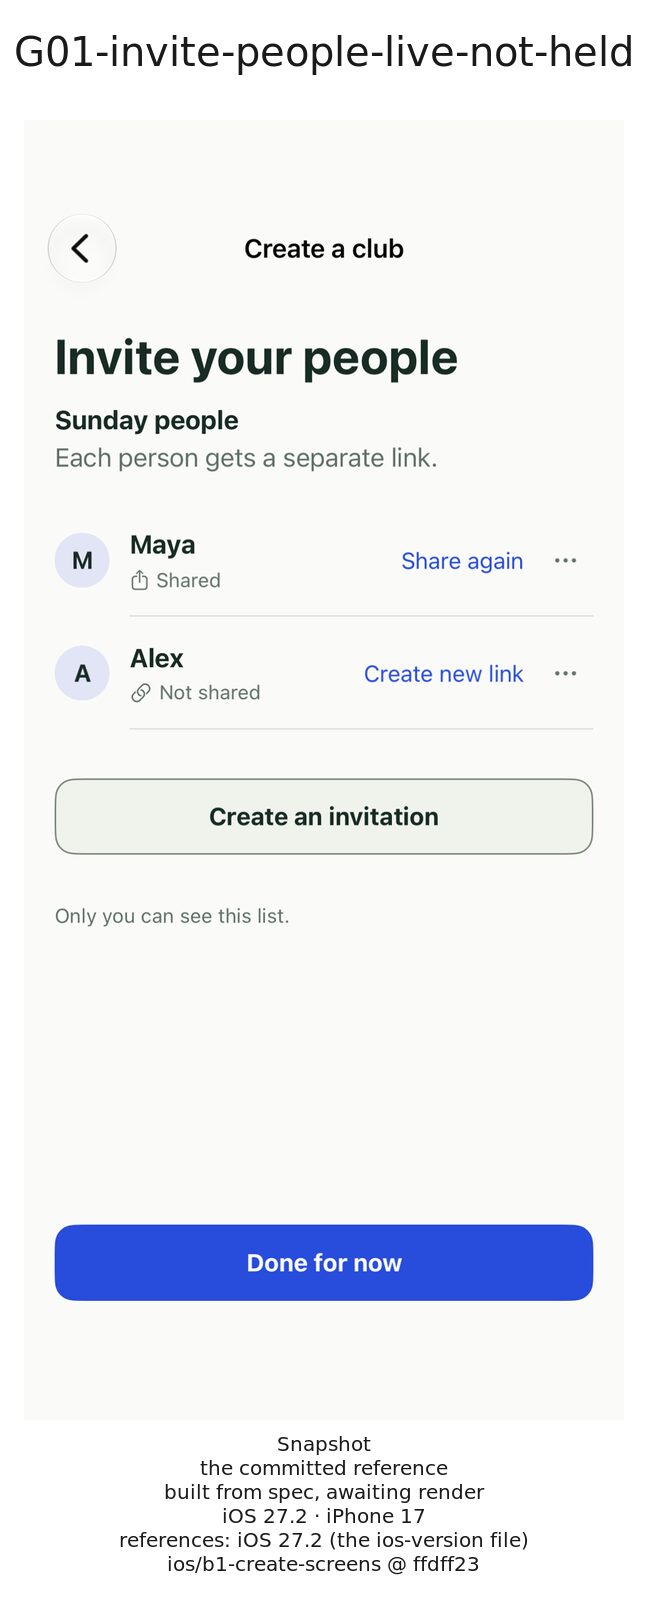 G01-invite-people-live-not-held
Create a club
Invite your people
Sunday people
Each person gets a separate link.
M
Maya
Shared
Share again
A
Alex
Not shared
Create new link
Create an invitation
Only you can see this list.
Done for now
Snapshot
the committed reference
built from spec, awaiting render
iOS 27.2 · iPhone 17
references: iOS 27.2 (the ios-version file)
ios/b1-create-screens @ ffdff23